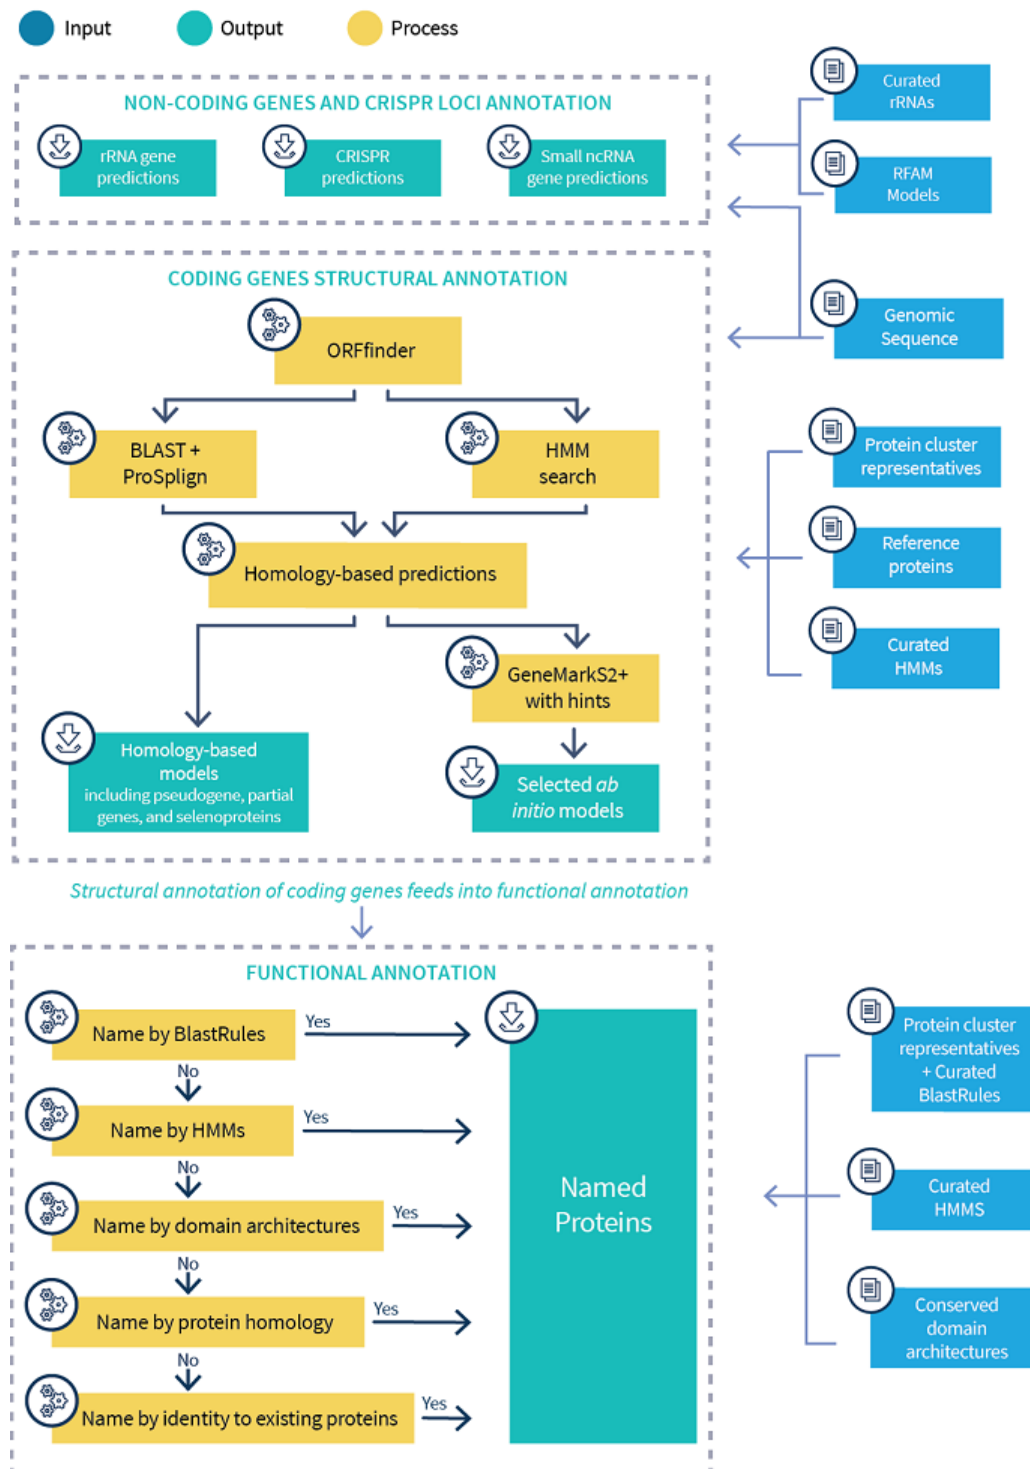 Input
Output
Process
NON-CODING GENES AND CRISPR LOCI ANNOTATION
rRNA gene
predictions
CRISPR
predictions
Small ncRNA
gene predictions
Curated
rRNAs
RFAM
Models
Genomic
Sequence
CODING GENES STRUCTURAL ANNOTATION
ORFfinder
BLAST +
ProSplign
HMM
search
Homology-based predictions
GeneMarkS2+
with hints
Homology-based
models
including pseudogene, partial
genes, and selenoproteins
Selected ab
initio models
Protein cluster
representatives
Reference
proteins
Curated
HMMs
Structural annotation of coding genes feeds into functional annotation
FUNCTIONAL ANNOTATION
Name by BlastRules
Yes
No
Name by HMMs
Yes
No
Name by domain architectures
Yes
No
Name by protein homology
Yes
No
Name by identity to existing proteins
Yes
Named
Proteins
Protein cluster
representatives
+ Curated
BlastRules
Curated
HMMS
Conserved
domain
architectures